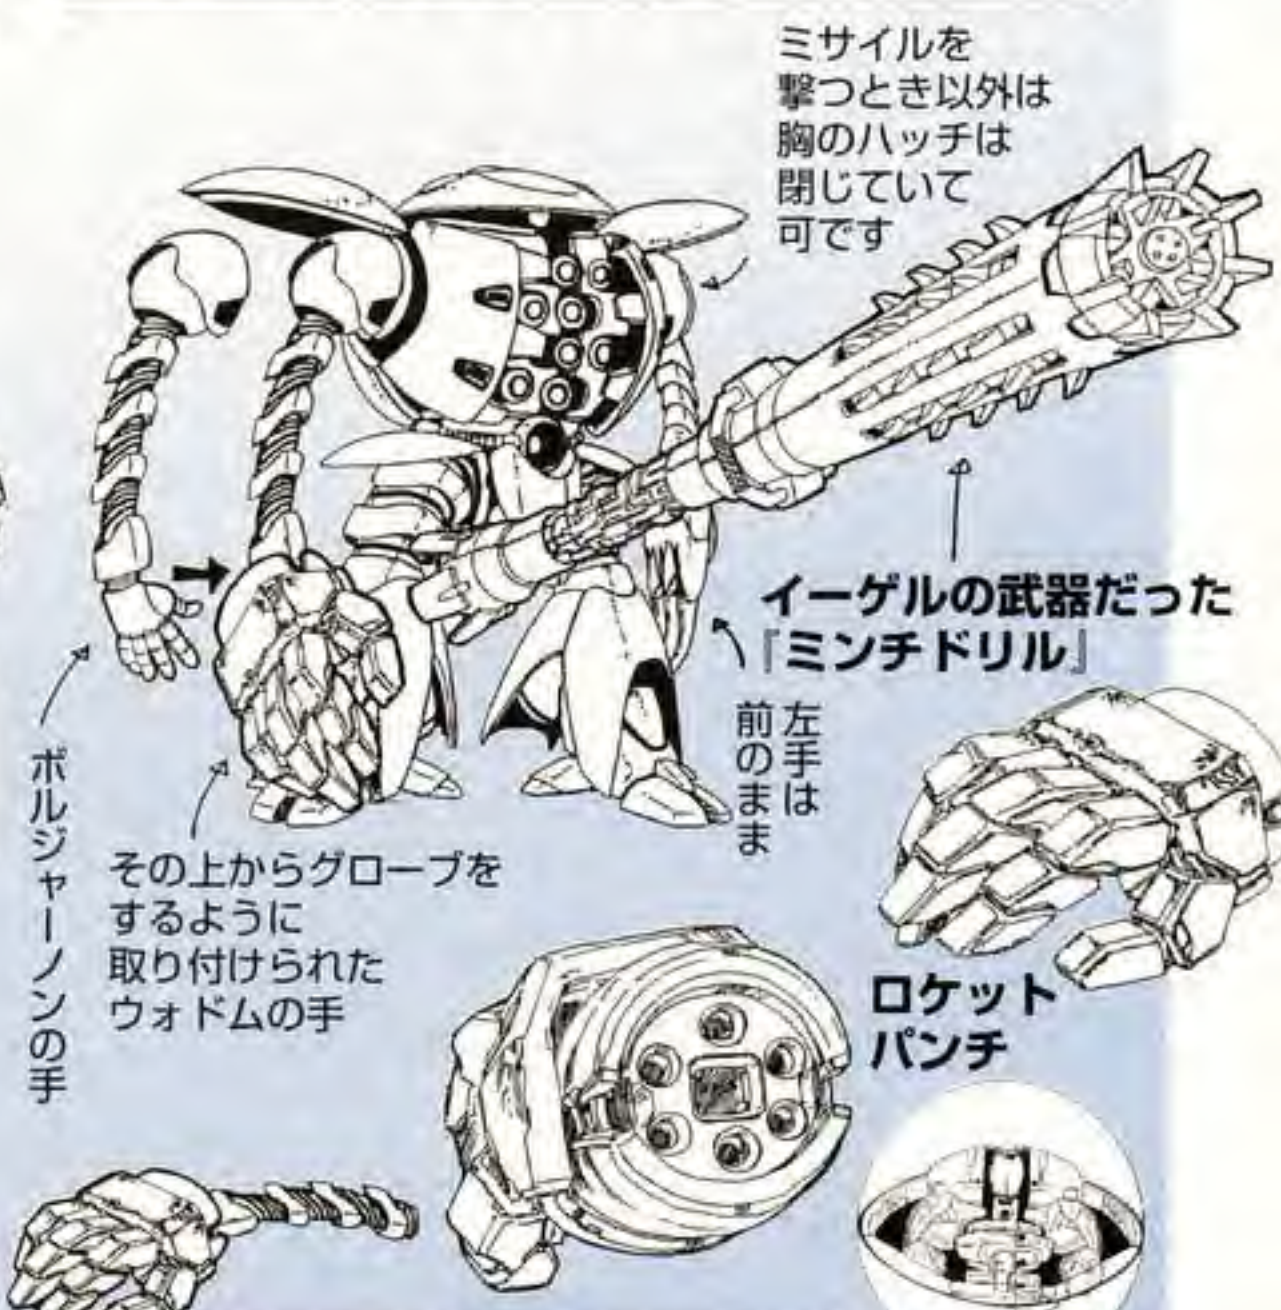 ミサイルを
撃つとき以外は
胸のハッチは
閉じていて
可です
イーゲルの武器だった
『ミンチドリル』
左手は
前のまま
ボルジャーノンの手
その上からグローブを
するように
取り付けられた
ウォドムの手
ロケット
パンチ